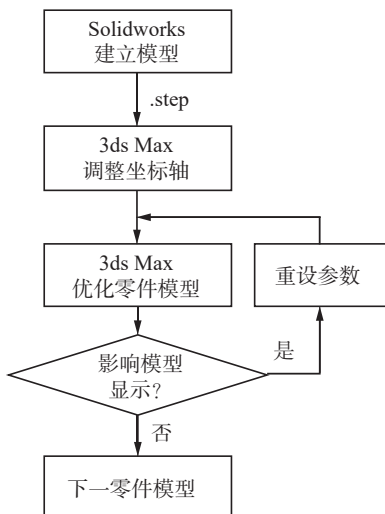 Solidworks
建立模型
.step
3ds Max
调整坐标轴
3ds Max
优化零件模型
重设参数
影响模型
显示?
是
否
下一零件模型